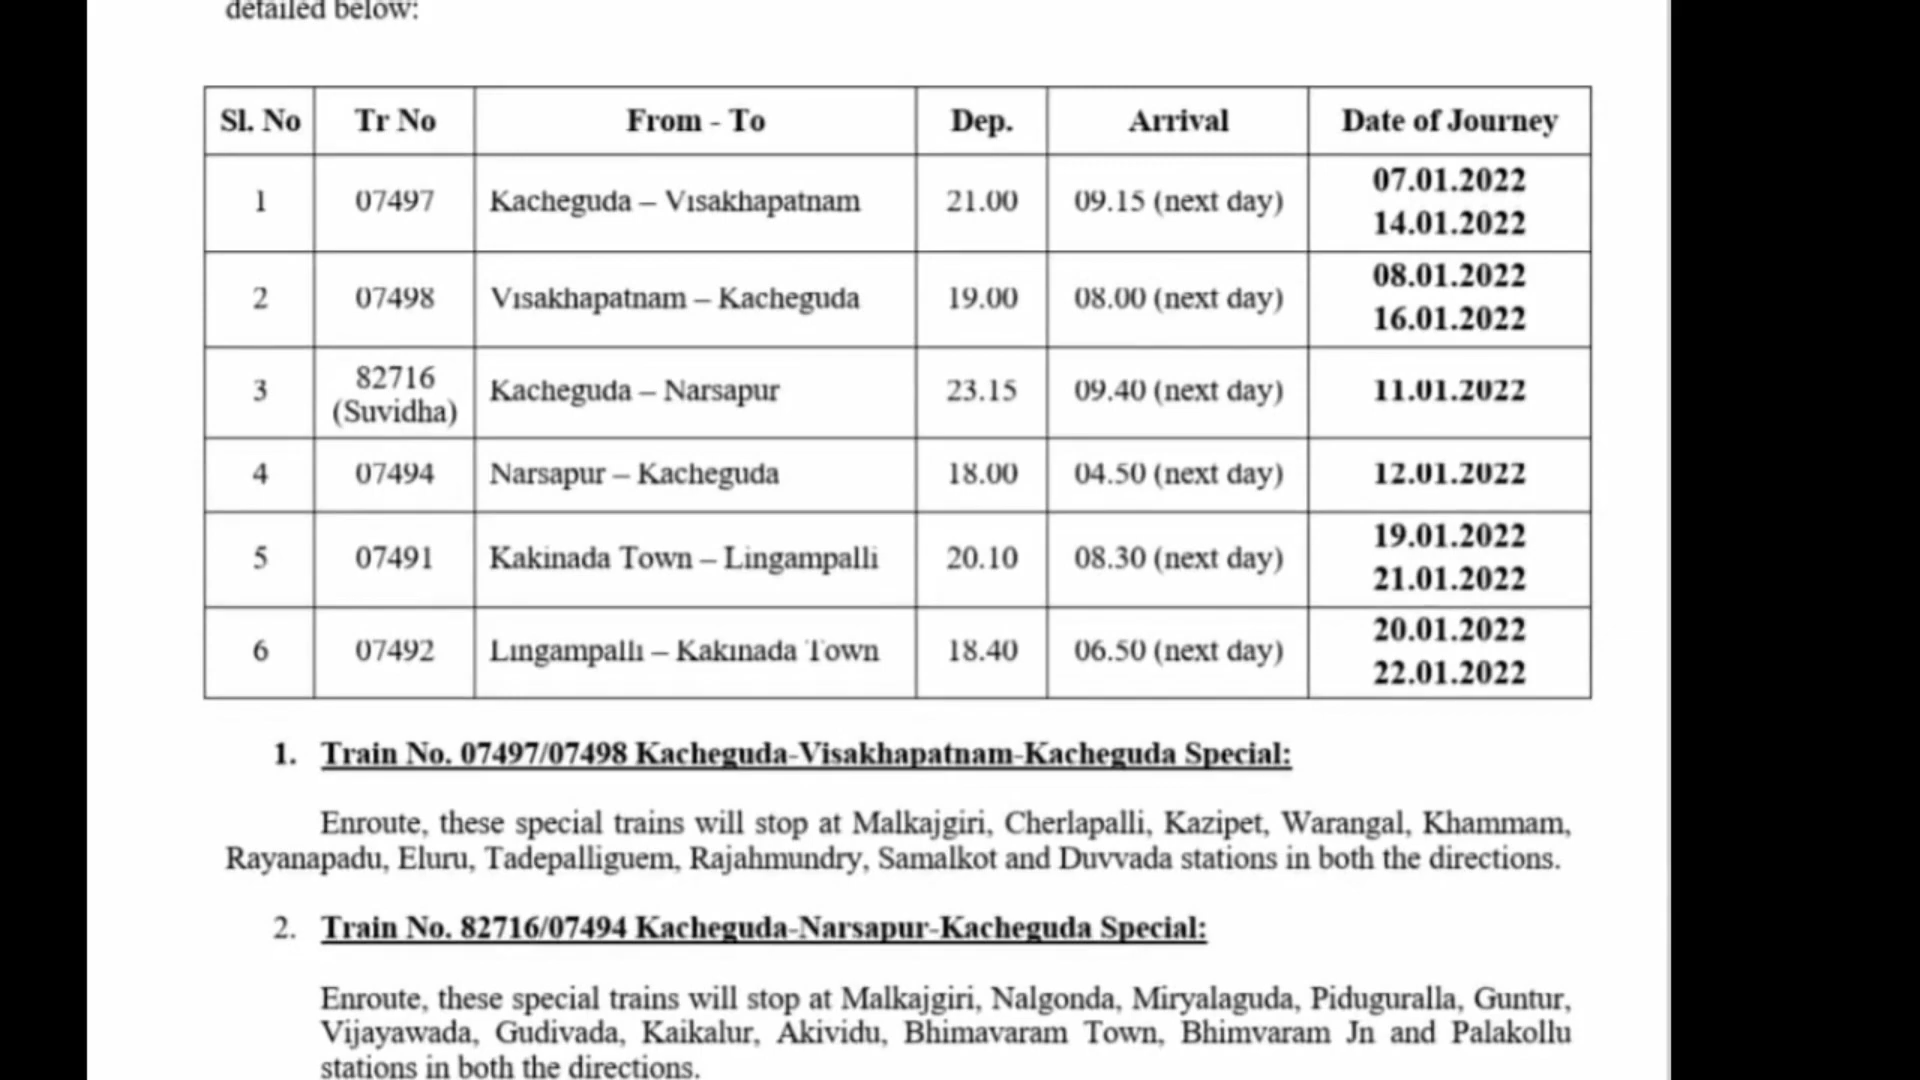 detailed below:
Sl. No Tr No From - To Dep. Arrival Date of Journey
1 07497 Kacheguda – Visakhapatnam 21.00 09.15 (next day) 07.01.2022
14.01.2022
2 07498 Visakhapatnam – Kacheguda 19.00 08.00 (next day) 08.01.2022
16.01.2022
3 82716 (Suvidha) Kacheguda – Narsapur 23.15 09.40 (next day) 11.01.2022
4 07494 Narsapur – Kacheguda 18.00 04.50 (next day) 12.01.2022
5 07491 Kakinada Town – Lingampalli 20.10 08.30 (next day) 19.01.2022
21.01.2022
6 07492 Lingampalli – Kakinada Town 18.40 06.50 (next day) 20.01.2022
22.01.2022
1. Train No. 07497/07498 Kacheguda-Visakhapatnam-Kacheguda Special:
Enroute, these special trains will stop at Malkajgiri, Cherlapalli, Kazipet, Warangal, Khammam,
Rayanapadu, Eluru, Tadepalliguem, Rajahmundry, Samalkot and Duvvada stations in both the directions.
2. Train No. 82716/07494 Kacheguda-Narsapur-Kacheguda Special:
Enroute, these special trains will stop at Malkajgiri, Nalgonda, Miryalaguda, Piduguralla, Guntur,
Vijayawada, Gudivada, Kaikalur, Akividu, Bhimavaram Town, Bhimvaram Jn and Palakollu
stations in both the directions.